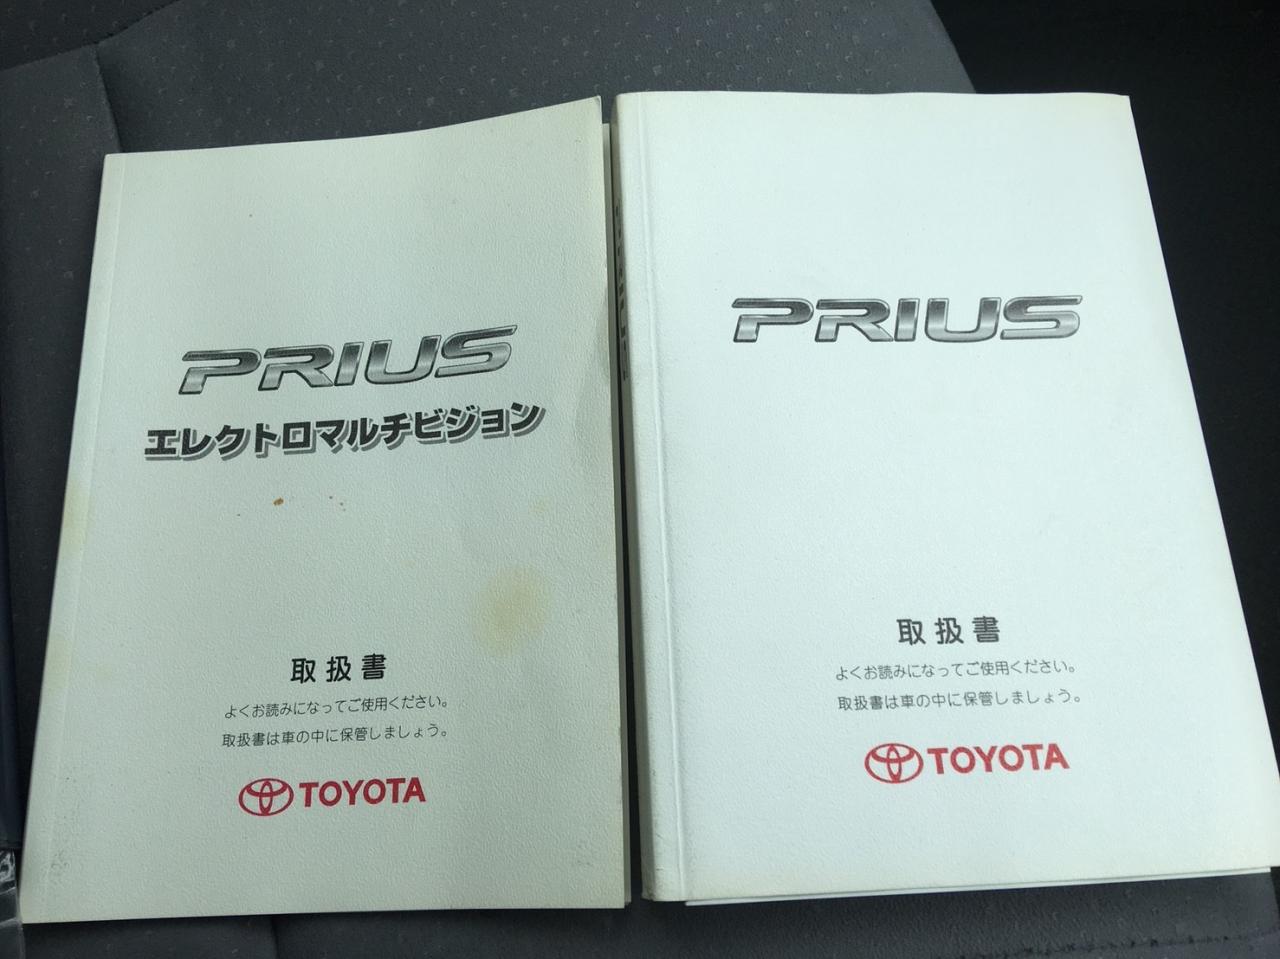 PRIUS
エレクトロマルチビジョン
取扱書
よくお読みになってご使用ください。
取扱書は車の中に保管しましょう。
TOYOTA
PRIUS
取扱書
よくお読みになってご使用ください。
取扱書は車の中に保管しましょう。
TOYOTA